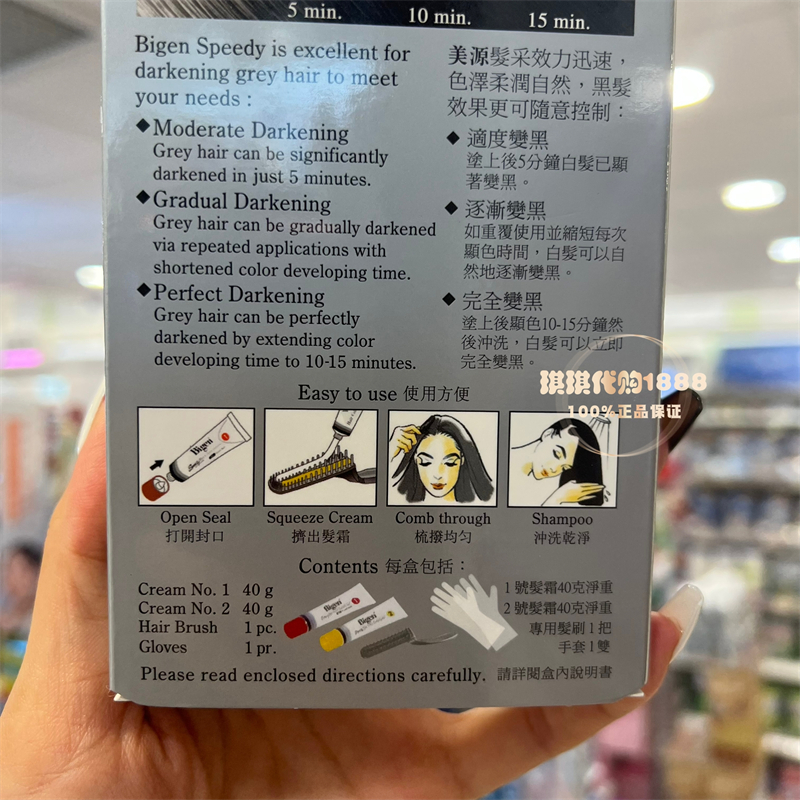 5 min.
10 min.
15 min.
Bigen Speedy is excellent for
darkening grey hair to meet
your needs :
◆Moderate Darkening
Grey hair can be significantly
darkened in just 5 minutes.
◆Gradual Darkening
Grey hair can be gradually darkened
via repeated applications with
shortened color developing time.
◆Perfect Darkening
Grey hair can be perfectly
darkened by extending color
developing time to 10-15 minutes.
美源髮采效力迅速，
色澤柔潤自然，黑髮
效果更可隨意控制：
◆ 適度變黑
塗上後5分鐘白髮已顯
著變黑。
◆ 逐漸變黑
如重覆使用並縮短每次
顯色時間，白髮可以自
然地逐漸變黑。
◆ 完全變黑
塗上後顯色10-15分鐘然
後沖洗，白髮可以立即
完全變黑。
琪琪代购1888
100%正品保证
Easy to use 使用方便
Bigen
Open Seal
打開封口
Squeeze Cream
擠出髮霜
Comb through
梳撥均勻
Shampoo
沖洗乾淨
Contents 每盒包括：
Cream No. 1 40 g
Cream No. 2 40 g
Hair Brush 1 pc.
Gloves 1 pr.
Bigen 1
Bigen 2
1 號髮霜40克淨重
2 號髮霜40克淨重
專用髮刷 1 把
手套 1 雙
Please read enclosed directions carefully. 請詳閱盒內說明書